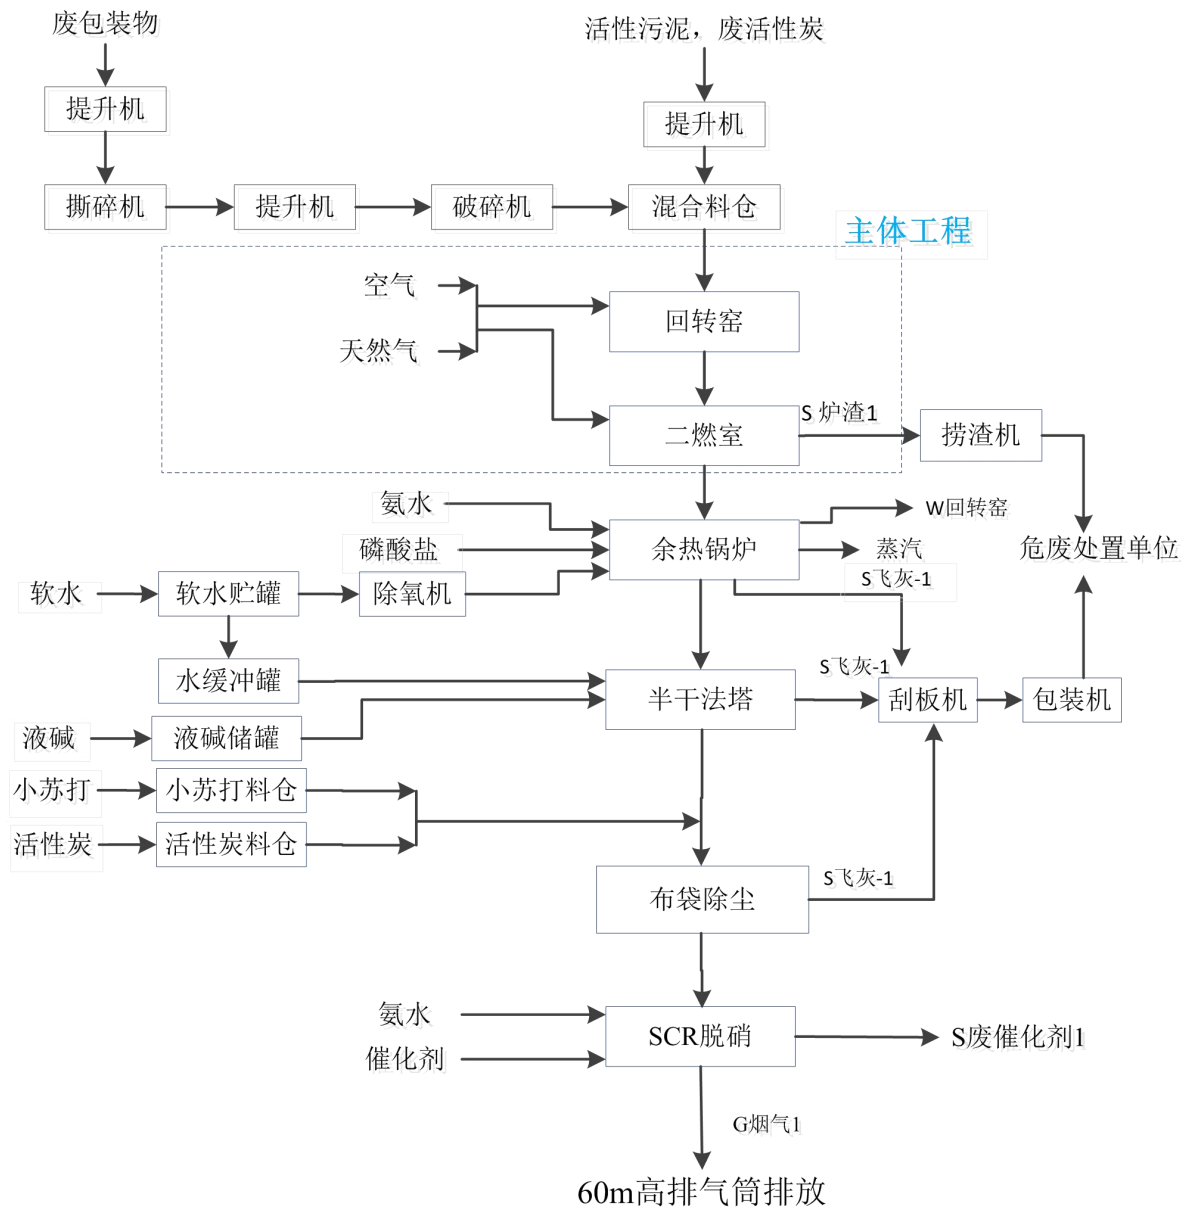 废包装物
活性污泥，废活性炭
提升机
提升机
撕碎机
提升机
破碎机
混合料仓
主体工程
空气
回转窑
天然气
S 炉渣1
二燃室
捞渣机
氨水
W回转窑
磷酸盐
余热锅炉
蒸汽
危废处置单位
S飞灰-1
软水
软水贮罐
除氧机
S飞灰-1
水缓冲罐
半干法塔
刮板机
包装机
液碱
液碱储罐
小苏打
小苏打料仓
活性炭
活性炭料仓
S飞灰-1
布袋除尘
氨水
SCR脱硝
S废催化剂1
催化剂
G烟气1
60m高排气筒排放